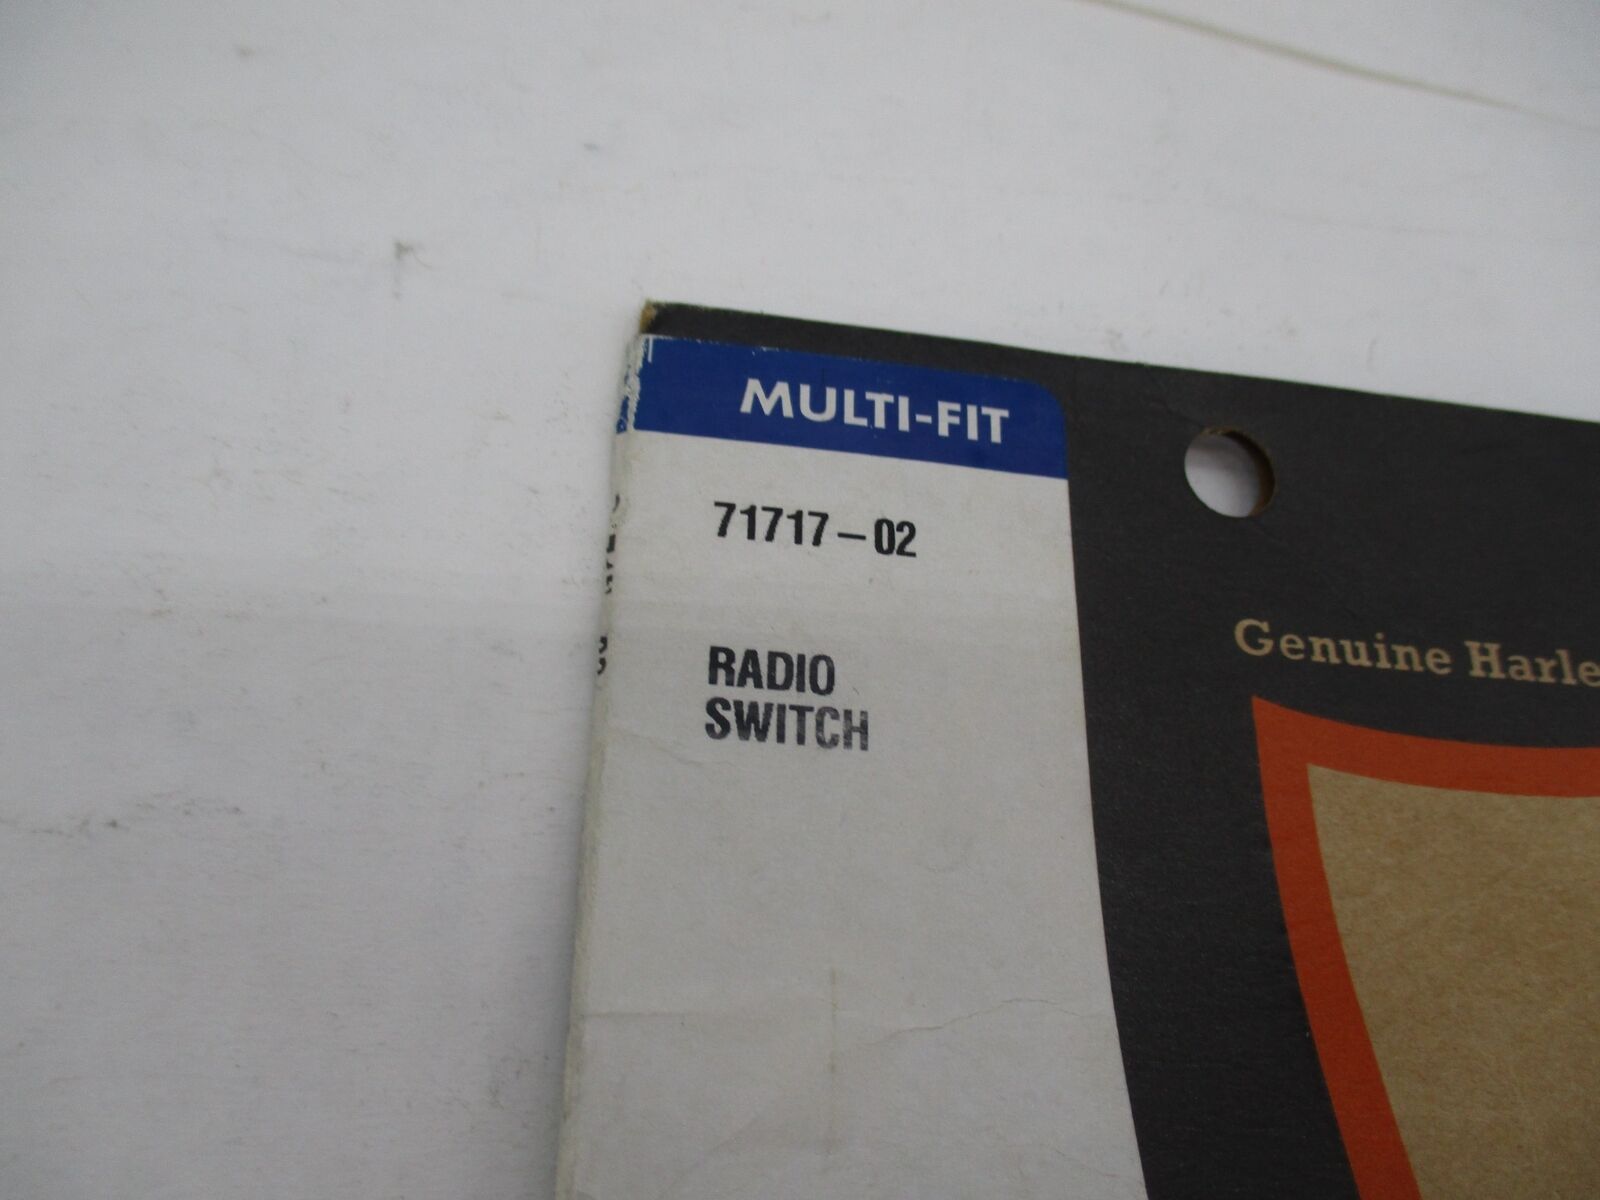 MULTI-FIT
71717-02
RADIO
SWITCH
Genuine Harle